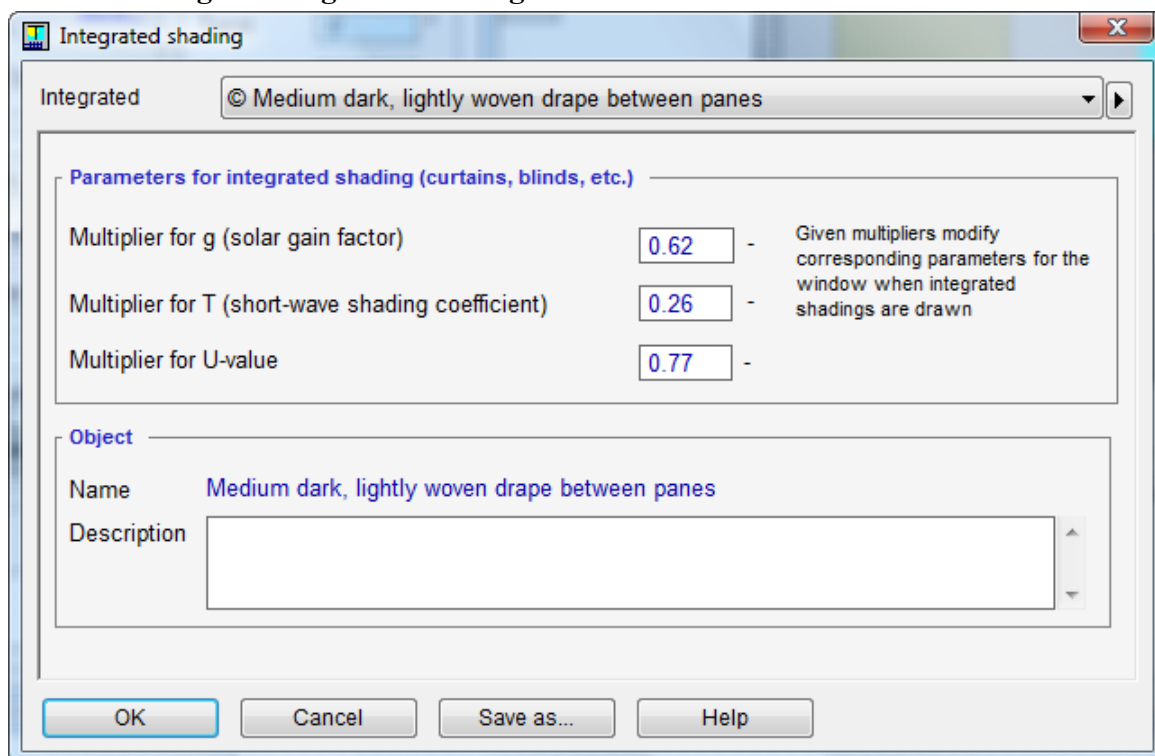 Integrated shading
X
Integrated
© Medium dark, lightly woven drape between panes
Parameters for integrated shading (curtains, blinds, etc.)
Multiplier for g (solar gain factor)
0.62 -
Given multipliers modify
corresponding parameters for the
window when integrated
shadings are drawn
Multiplier for T (short-wave shading coefficient)
0.26 -
Multiplier for U-value
0.77 -
Object
Name
Medium dark, lightly woven drape between panes
Description
OK
Cancel
Save as...
Help